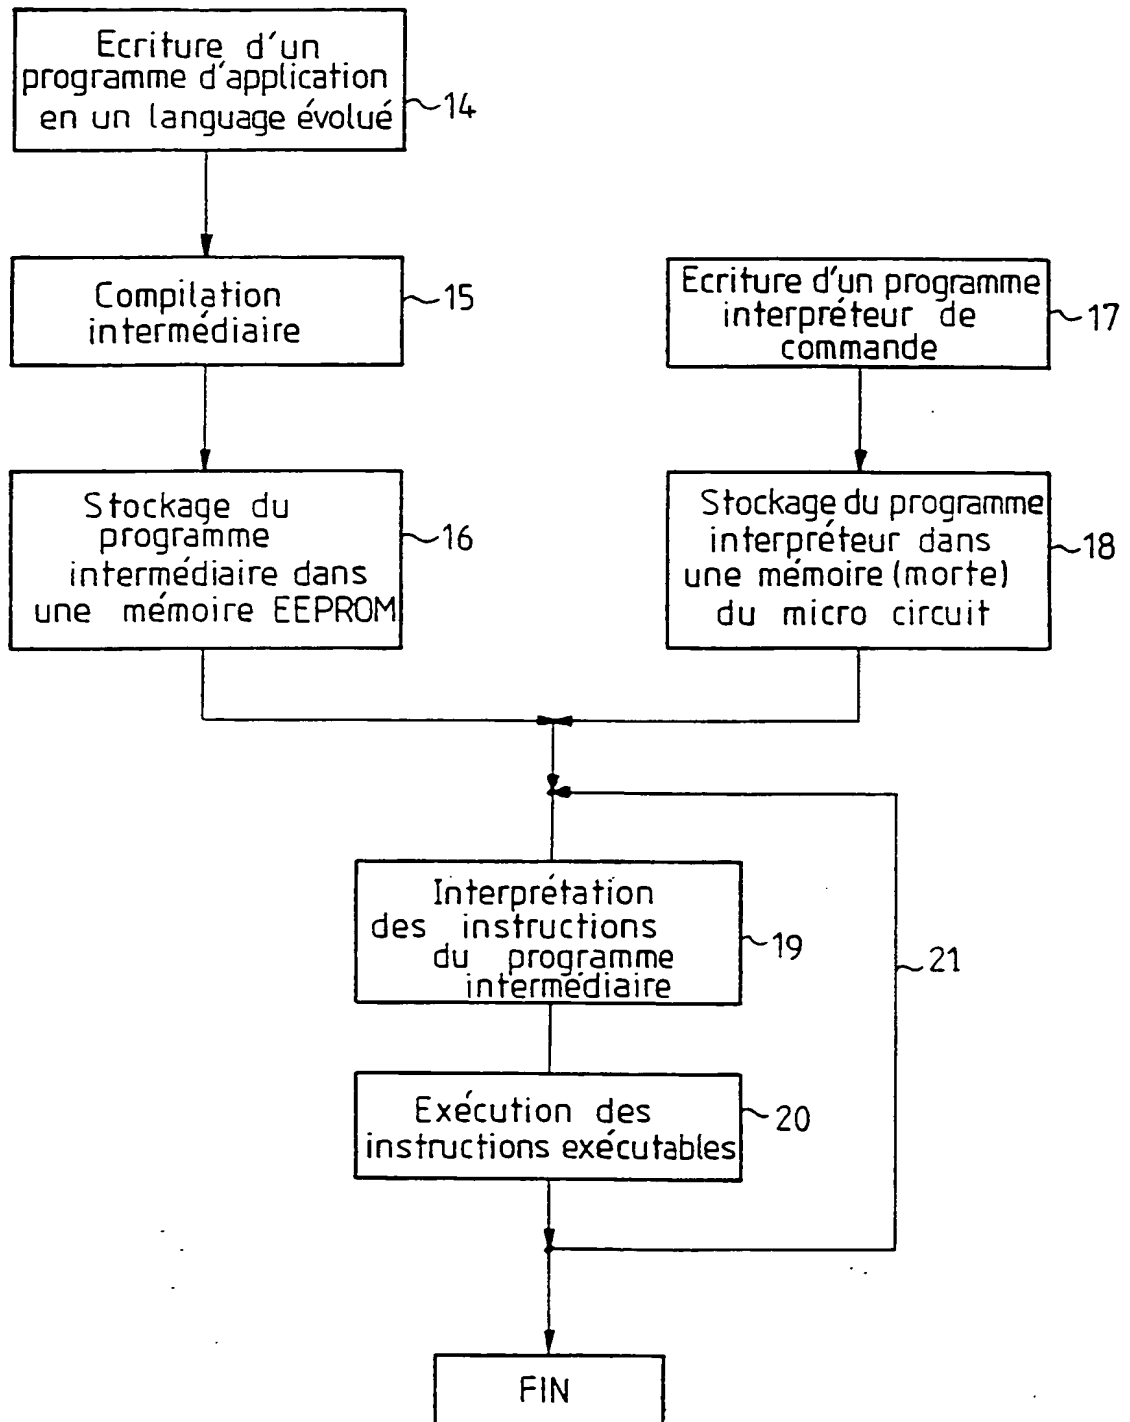 Ecriture d'un
programme d'application
en un language évolué
14
Compilation
intermédiaire
15
Stockage du
programme
intermédiaire dans
une mémoire EEPROM
16
Ecriture d'un programme
interpréteur de
commande
17
Stockage du programme
interpréteur dans
une mémoire (morte)
du micro circuit
18
Interprétation
des instructions
du programme
intermédiaire
19
21
Exécution des
instructions exécutables
20
FIN